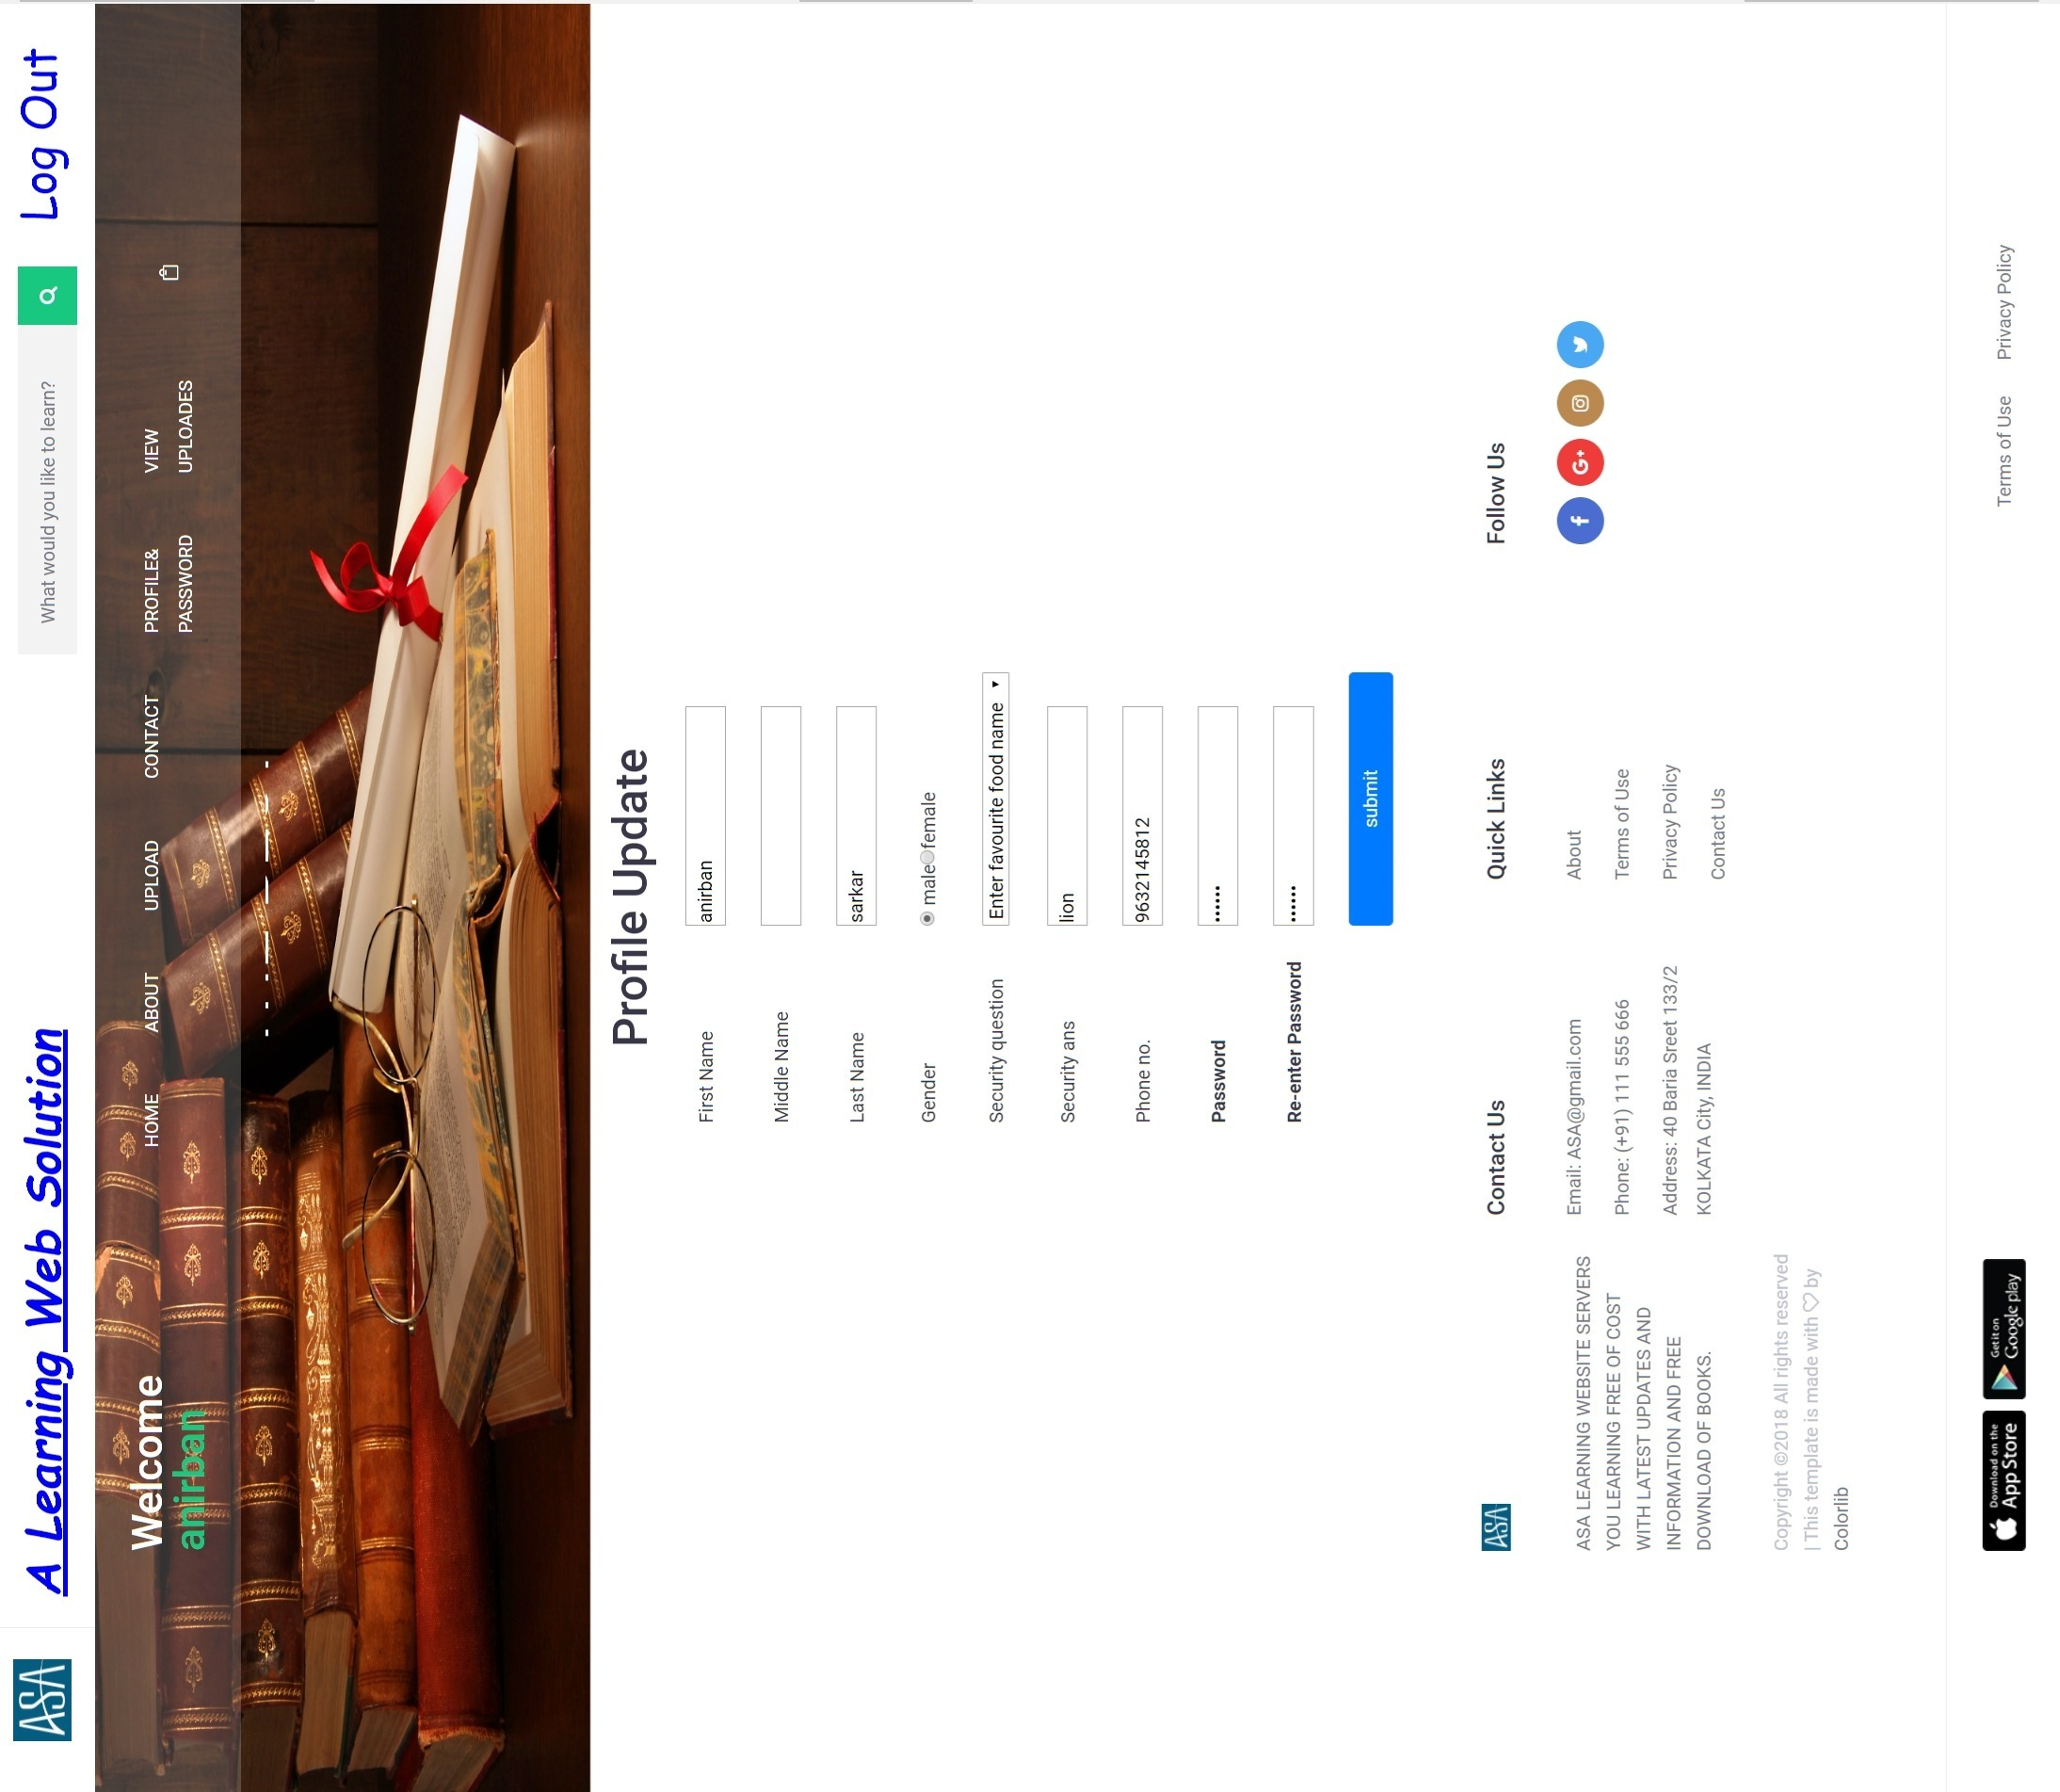 ASA
A Learning Web Solution
What would you like to learn?
Log Out
Welcome
anirban
HOME
ABOUT
UPLOAD
CONTACT
PROFILE&
PASSWORD
VIEW
UPLOADES
Profile Update
First Name anirban
Middle Name
Last Name sarkar
Gender male female
Security question Enter favourite food name
Security ans lion
Phone no. 9632145812
Password ······
Re-enter Password ······
submit
ASA
ASA LEARNING WEBSITE SERVERS
YOU LEARNING FREE OF COST
WITH LATEST UPDATES AND
INFORMATION AND FREE
DOWNLOAD OF BOOKS.
Copyright ©2018 All rights reserved
| This template is made with ♡ by
Colorlib
Contact Us
Email: ASA@gmail.com
Phone: (+91) 111 555 666
Address: 40 Baria Sreet 133/2
KOLKATA City, INDIA
Quick Links
About
Terms of Use
Privacy Policy
Contact Us
Follow Us
Download on the
App Store
Get it on
Google play
Terms of Use
Privacy Policy